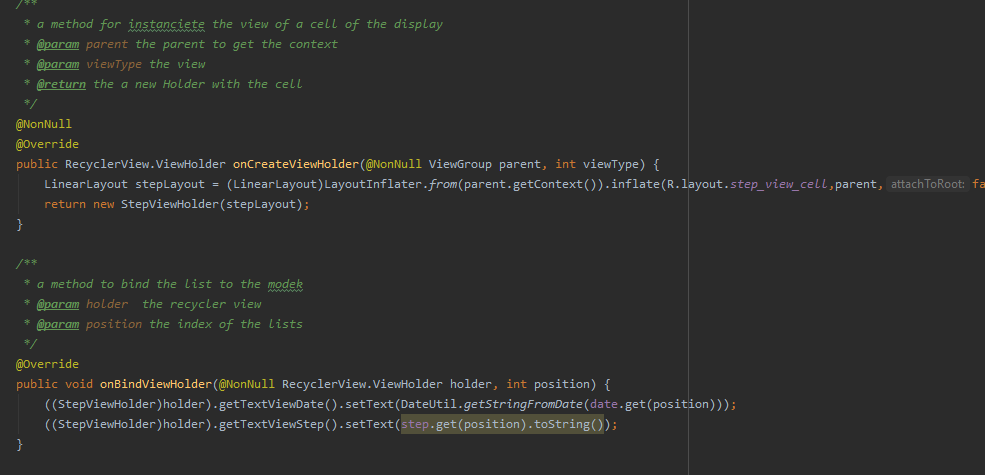 /**
* a method for instanciete the view of a cell of the display
* @param parent the parent to get the context
* @param viewType the view
* @return the a new Holder with the cell
*/
@NonNull
@Override
public RecyclerView.ViewHolder onCreateViewHolder(@NonNull ViewGroup parent, int viewType) {
LinearLayout stepLayout = (LinearLayout)LayoutInflater.from(parent.getContext()).inflate(R.layout.step_view_cell,parent, attachToRoot: fa
return new StepViewHolder(stepLayout);
}
/**
* a method to bind the list to the modek
* @param holder  the recycler view
* @param position the index of the lists
*/
@Override
public void onBindViewHolder(@NonNull RecyclerView.ViewHolder holder, int position) {
((StepViewHolder)holder).getTextViewDate().setText(DateUtil.getStringFromDate(date.get(position)));
((StepViewHolder)holder).getTextViewStep().setText(step.get(position).toString());
}